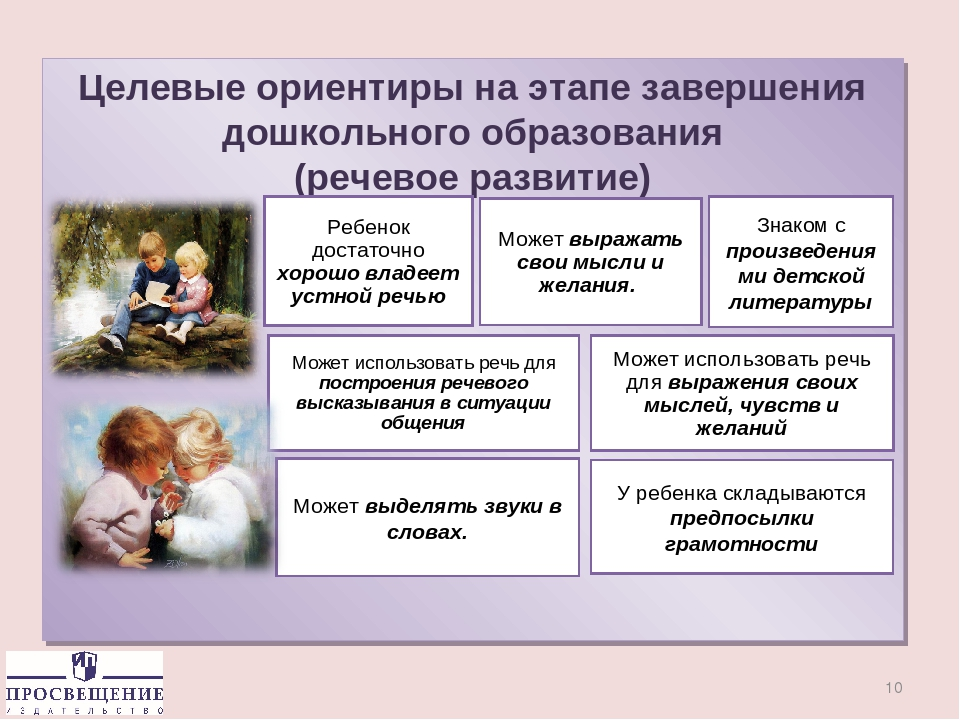 Целевые ориентиры на этапе завершения
дошкольного образования
(речевое развитие)
Ребенок
достаточно
хорошо владеет
устной речью
Может выражать
свои мысли и
желания.
Знаком с
произведения
ми детской
литературы
Может использовать речь для
построения речевого
высказывания в ситуации
общения
Может использовать речь
для выражения своих
мыслей, чувств и
желаний
Может выделять звуки в
словах.
У ребенка складываются
предпосылки
грамотности
ИП
ПРОСВЕЩЕНИЕ
ИЗДАТЕЛЬСТВО
10